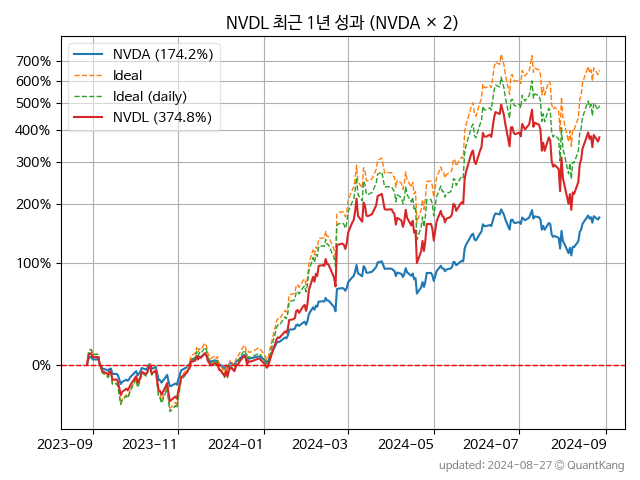 NVDL 최근 1년 성과 (NVDA × 2)
NVDA (174.2%)
Ideal
Ideal (daily)
NVDL (374.8%)
700%
600%
500%
400%
300%
200%
100%
0%
2023-09 2023-11 2024-01 2024-03 2024-05 2024-07 2024-09
updated: 2024-08-27 © QuantKang